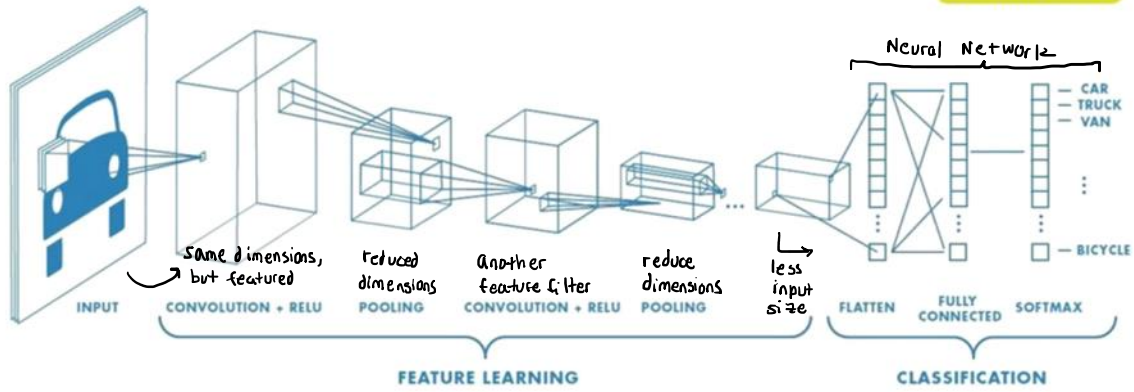 Neural Network
CAR
TRUCK
VAN
BICYCLE
same dimensions,
but featured
reduced
dimensions
another
feature filter
reduce
dimensions
less
input
size
INPUT
CONVOLUTION + RELU
POOLING
CONVOLUTION + RELU
POOLING
FLATTEN
FULLY
CONNECTED
SOFTMAX
FEATURE LEARNING
CLASSIFICATION